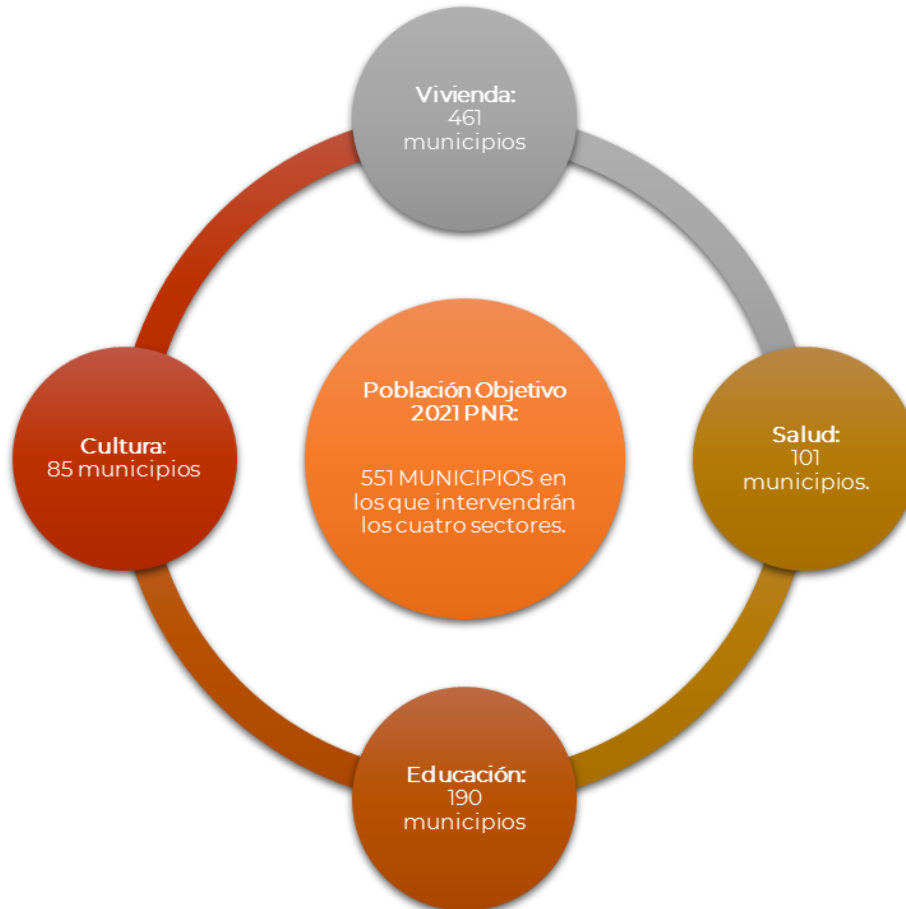 Vivienda:
461
municipios
Población Objetivo
2021 PNR:
551 MUNICIPIOS en
los que intervendrán
los cuatro sectores.
Cultura:
85 municipios
Salud:
101
municipios.
Educación:
190
municipios